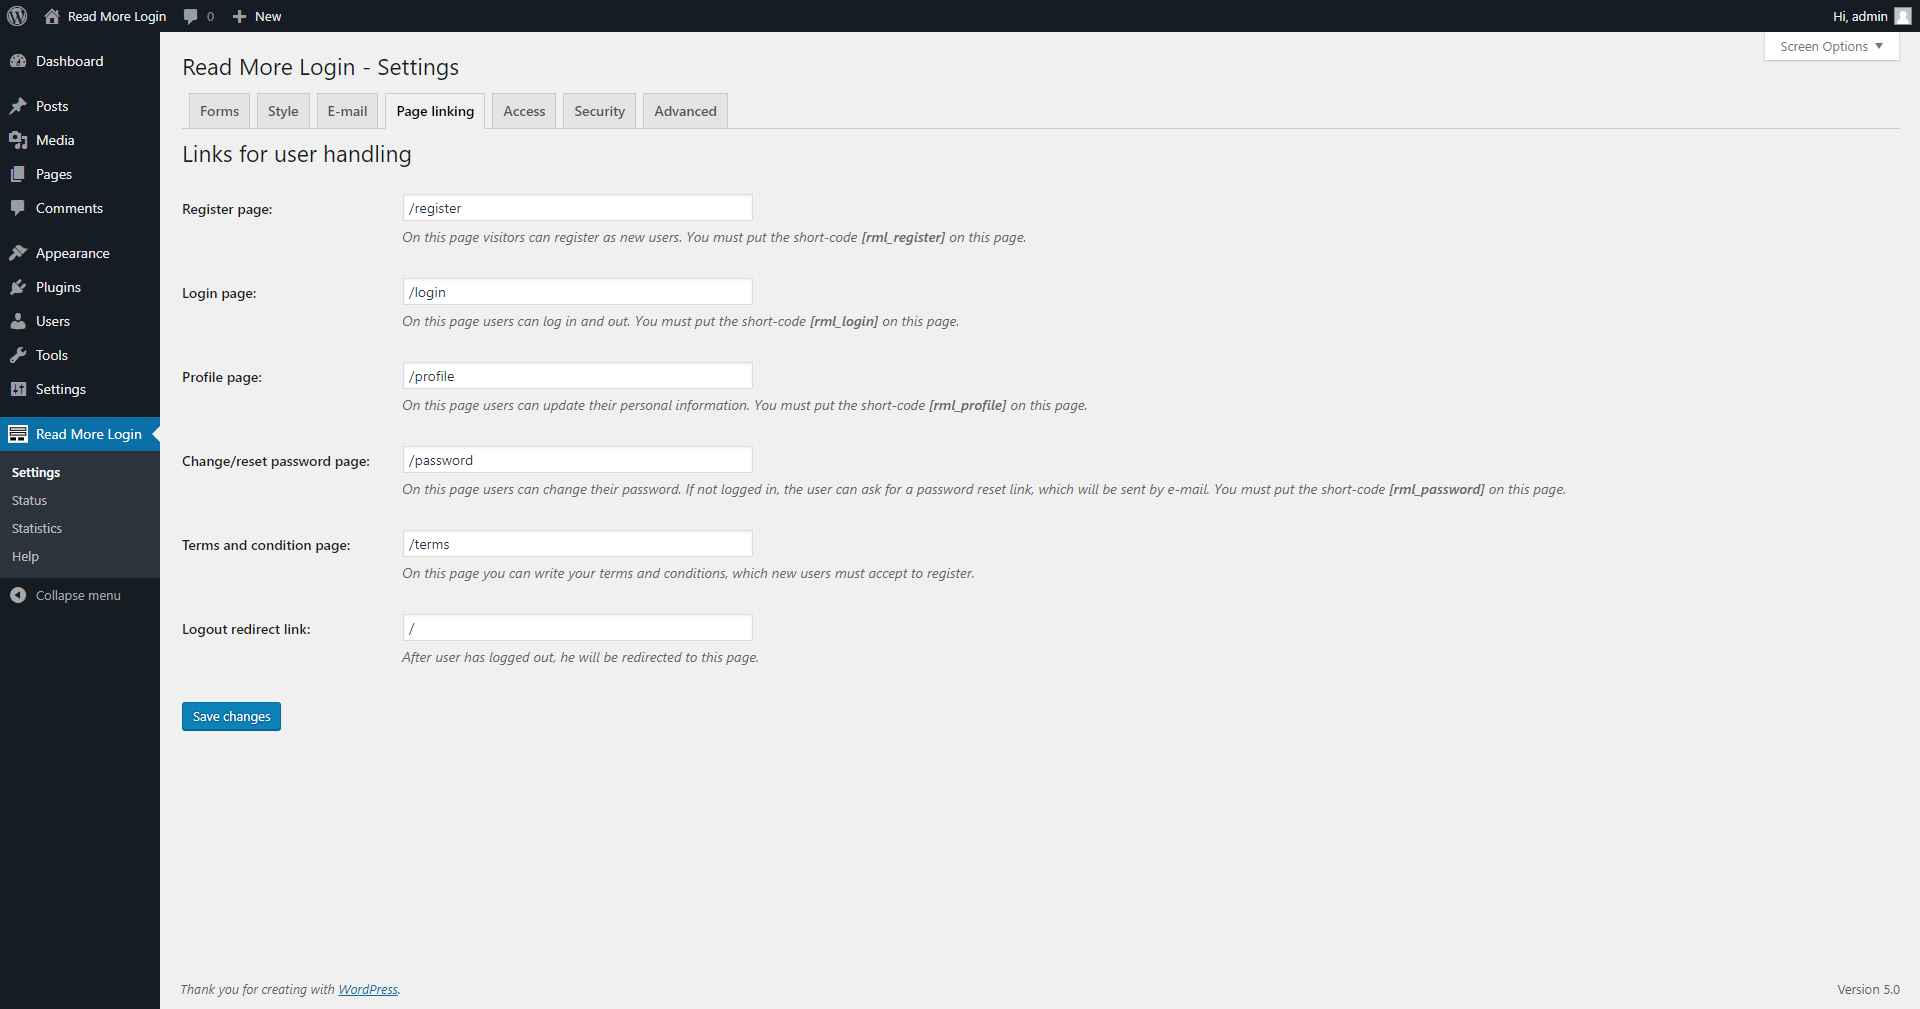 Read More Login
0
New
Hi, admin
Screen Options
Dashboard
Posts
Media
Pages
Comments
Appearance
Plugins
Users
Tools
Settings
Read More Login
Settings
Status
Statistics
Help
Collapse menu
Read More Login - Settings
Forms
Style
E-mail
Page linking
Access
Security
Advanced
Links for user handling
Register page:
/register
On this page visitors can register as new users. You must put the short-code [rml_register] on this page.
Login page:
/login
On this page users can log in and out. You must put the short-code [rml_login] on this page.
Profile page:
/profile
On this page users can update their personal information. You must put the short-code [rml_profile] on this page.
Change/reset password page:
/password
On this page users can change their password. If not logged in, the user can ask for a password reset link, which will be sent by e-mail. You must put the short-code [rml_password] on this page.
Terms and condition page:
/terms
On this page you can write your terms and conditions, which new users must accept to register.
Logout redirect link:
/
After user has logged out, he will be redirected to this page.
Save changes
Thank you for creating with WordPress.
Version 5.0